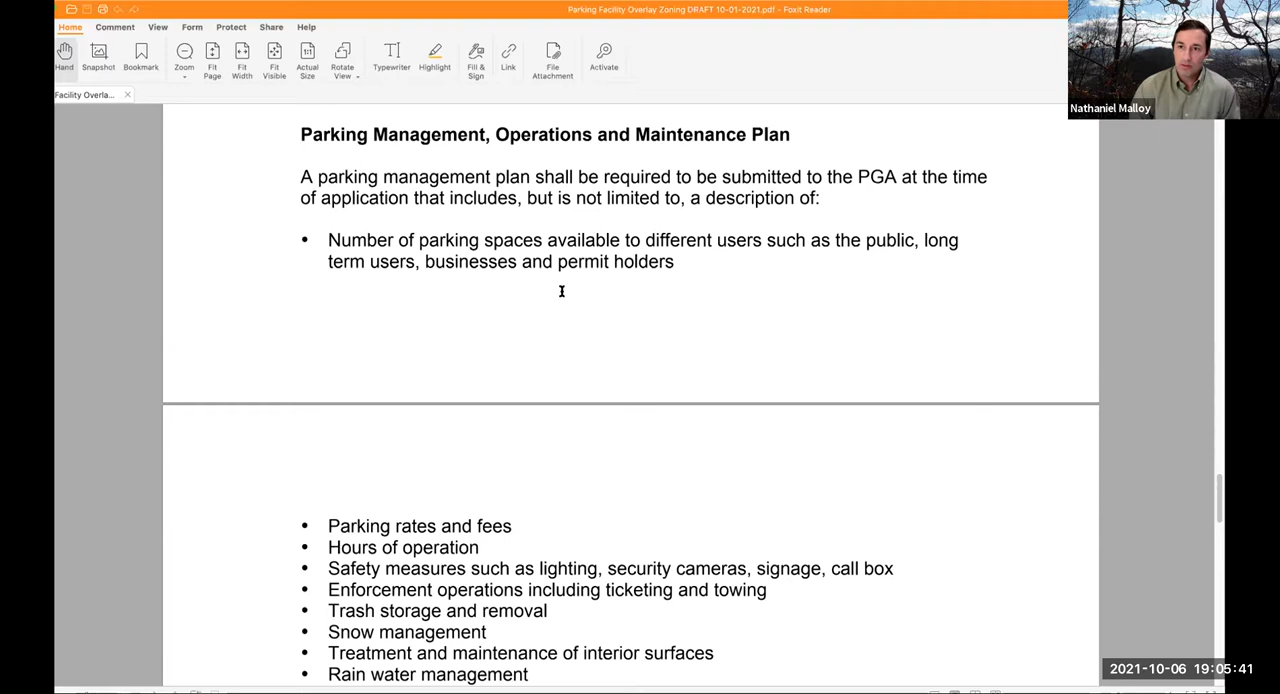 Parking Facility Overlay Zoning DRAFT 10-01-2021.pdf - Foxit Reader
Home Comment View Form Protect Share Help
Hand Snapshot Bookmark Zoom Fit Page Fit Width Fit Visible Actual Size Rotate View Typewriter Highlight Fill & Sign Link File Attachment Activate
Facility Overla...
Nathaniel Malloy
Parking Management, Operations and Maintenance Plan
A parking management plan shall be required to be submitted to the PGA at the time
of application that includes, but is not limited to, a description of:
• Number of parking spaces available to different users such as the public, long
term users, businesses and permit holders
• Parking rates and fees
• Hours of operation
• Safety measures such as lighting, security cameras, signage, call box
• Enforcement operations including ticketing and towing
• Trash storage and removal
• Snow management
• Treatment and maintenance of interior surfaces
• Rain water management
2021-10-06 19:05:41